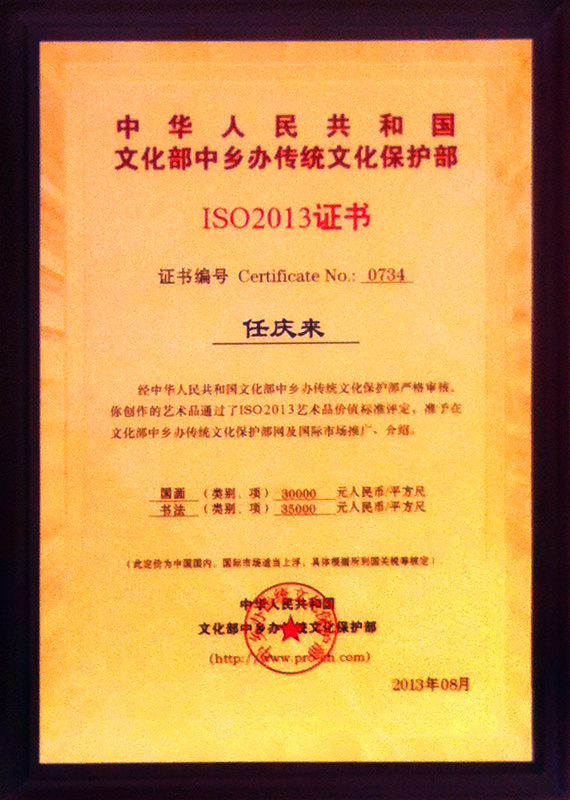 中华人民共和国
文化部中乡办传统文化保护部
ISO2013证书
证书编号 Certificate No.: 0734
任庆来
经中华人民共和国文化部中乡办传统文化保护部严格审核，
你创作的艺术品通过了ISO2013艺术品价值标准评定。准予在
文化部中乡办传统文化保护部网及国际市场推广、介绍。
国画 （类别、项） 30000 元人民币/平方尺
书法 （类别、项） 35000 元人民币/平方尺
（此定价为中国国内、国际市场适当上浮，具体根据所到国关税等核定）
中华人民共和国
文化部中乡办传统文化保护部
2013年08月